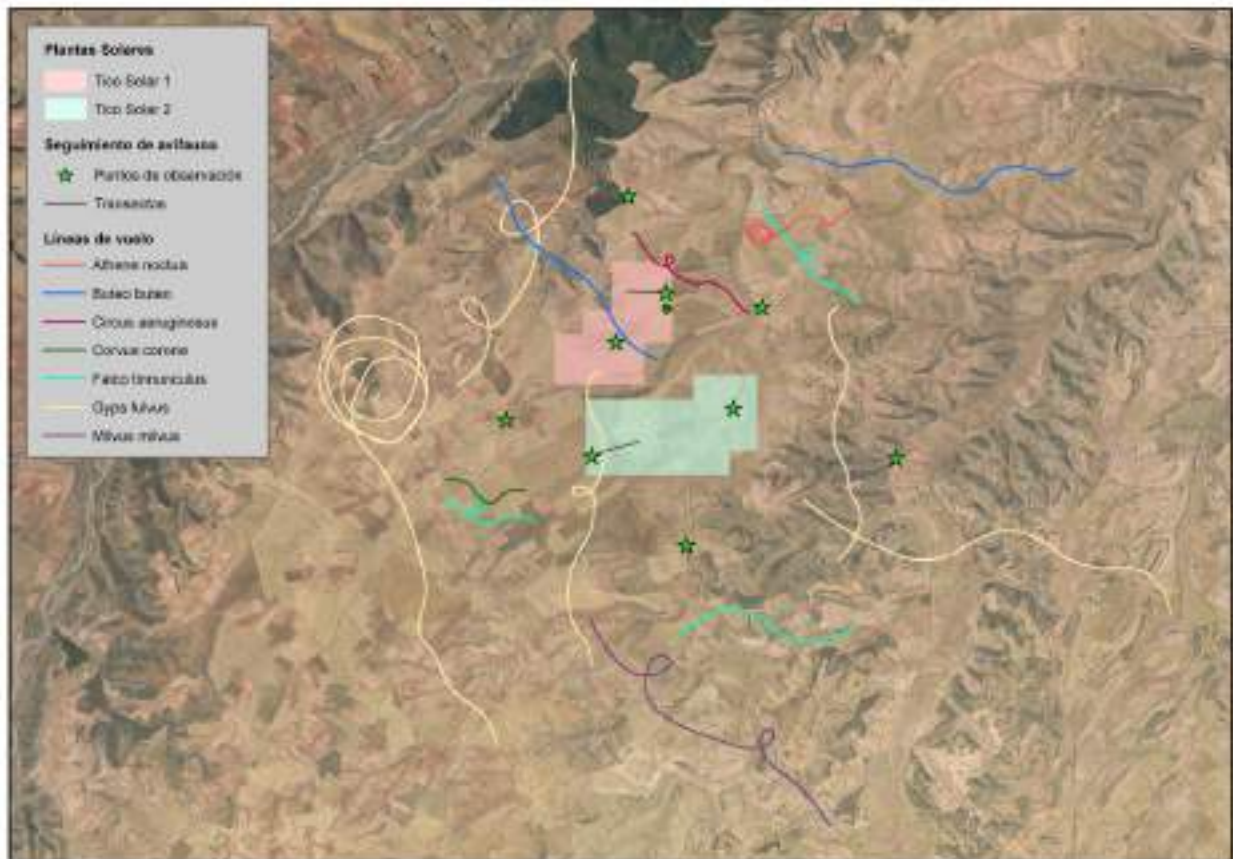 Plantas Solares
Tico Solar 1
Tico Solar 2
Seguimiento de avifauna
Puntos de observación
Transectos
Líneas de vuelo
Athene noctua
Buteo buteo
Circus aeruginosus
Corvus corone
Falco tinnunculus
Gyps fulvus
Milvus milvus